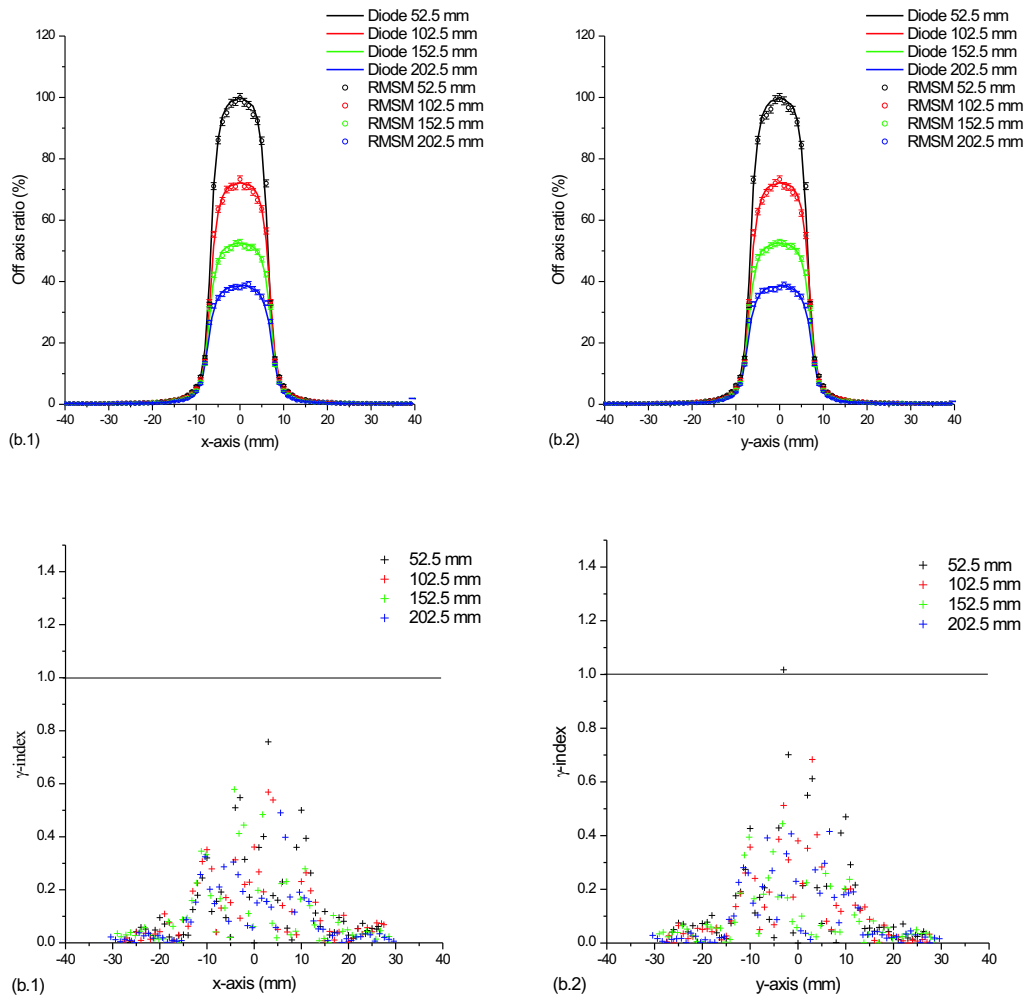 Diode 52.5 mm
Diode 102.5 mm
Diode 152.5 mm
Diode 202.5 mm
RMSM 52.5 mm
RMSM 102.5 mm
RMSM 152.5 mm
RMSM 202.5 mm
120
100
80
60
40
20
0
Off axis ratio (%)
-40 -30 -20 -10 0 10 20 30 40
x-axis (mm)
(b.1)
Diode 52.5 mm
Diode 102.5 mm
Diode 152.5 mm
Diode 202.5 mm
RMSM 52.5 mm
RMSM 102.5 mm
RMSM 152.5 mm
RMSM 202.5 mm
120
100
80
60
40
20
0
Off axis ratio (%)
-40 -30 -20 -10 0 10 20 30 40
y-axis (mm)
(b.2)
52.5 mm
102.5 mm
152.5 mm
202.5 mm
1.4
1.2
1.0
0.8
0.6
0.4
0.2
0.0
γ-index
-40 -30 -20 -10 0 10 20 30 40
x-axis (mm)
(b.1)
52.5 mm
102.5 mm
152.5 mm
202.5 mm
1.4
1.2
1.0
0.8
0.6
0.4
0.2
0.0
γ-index
-40 -30 -20 -10 0 10 20 30 40
y-axis (mm)
(b.2)